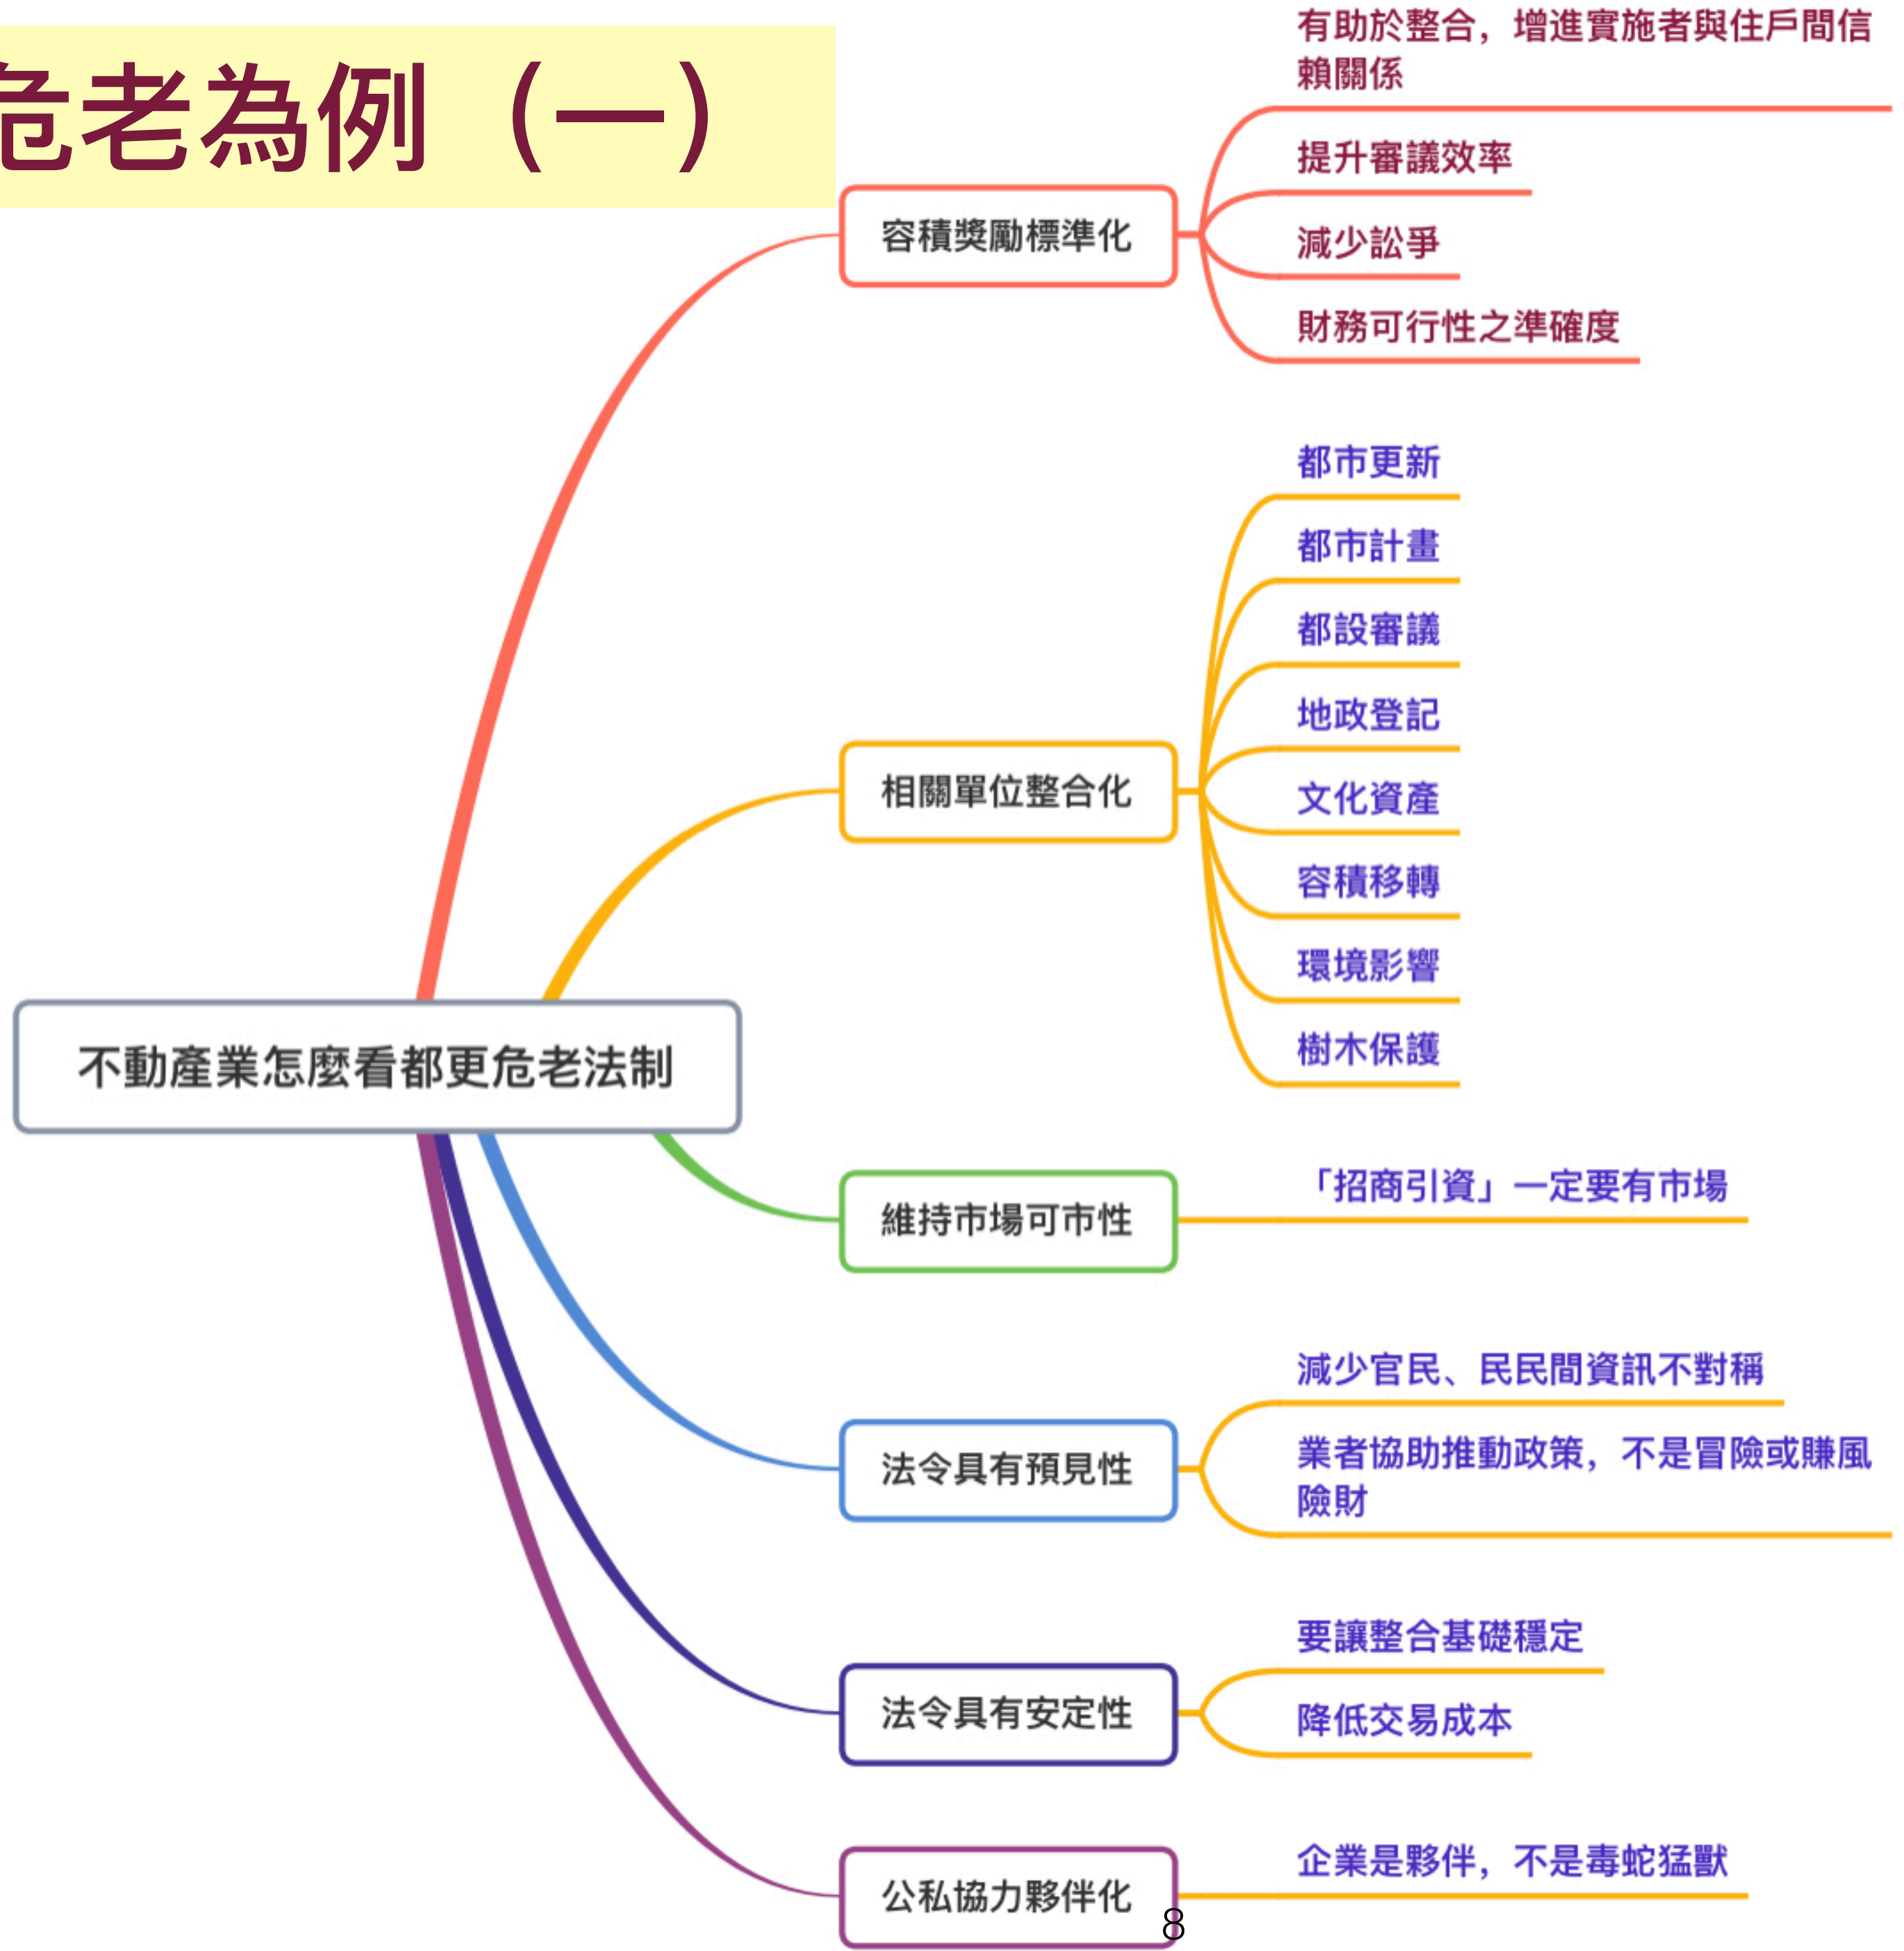 危老為例（一）
有助於整合，增進實施者與住戶間信
賴關係
提升審議效率
容積獎勵標準化
減少訟爭
財務可行性之準確度
都市更新
都市計畫
都設審議
地政登記
相關單位整合化
文化資產
容積移轉
環境影響
樹木保護
不動產業怎麼看都更危老法制
「招商引資」一定要有市場
維持市場可市性
減少官民、民民間資訊不對稱
法令具有預見性
業者協助推動政策，不是冒險或賺風
險財
要讓整合基礎穩定
法令具有安定性
降低交易成本
企業是夥伴，不是毒蛇猛獸
公私協力夥伴化
8